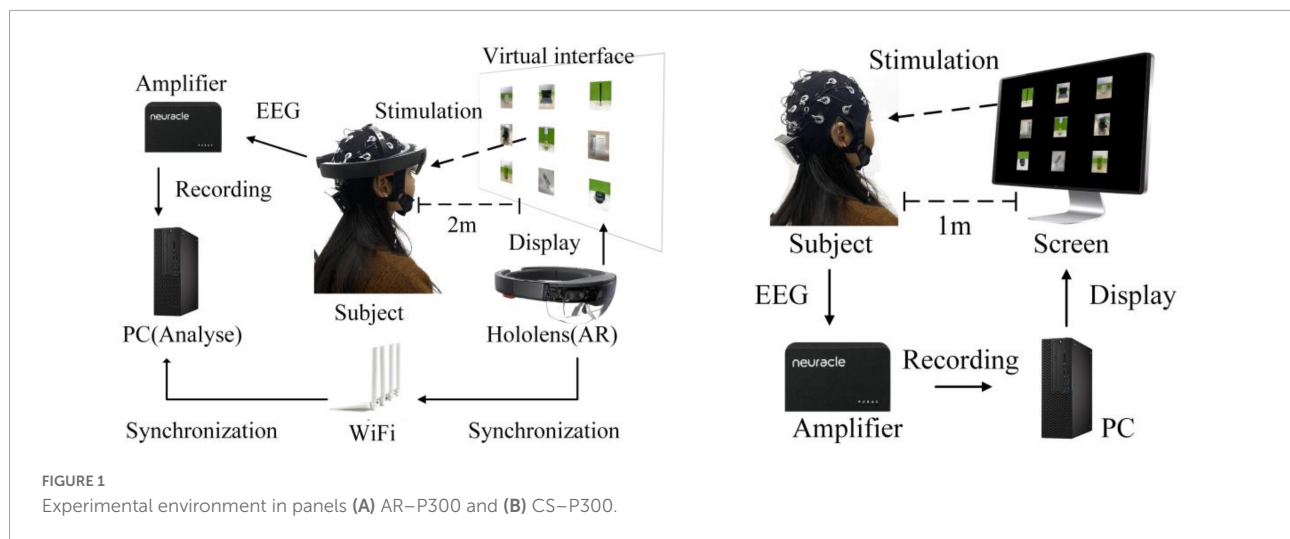 Virtual interface
Amplifier
neuracle
EEG
Stimulation
Recording
2m
Display
Subject
PC(Analyse)
Hololens(AR)
Synchronization
WiFi
Synchronization
Stimulation
1m
Subject
Screen
EEG
Display
neuracle
Recording
Amplifier
PC
FIGURE 1
Experimental environment in panels (A) AR–P300 and (B) CS–P300.